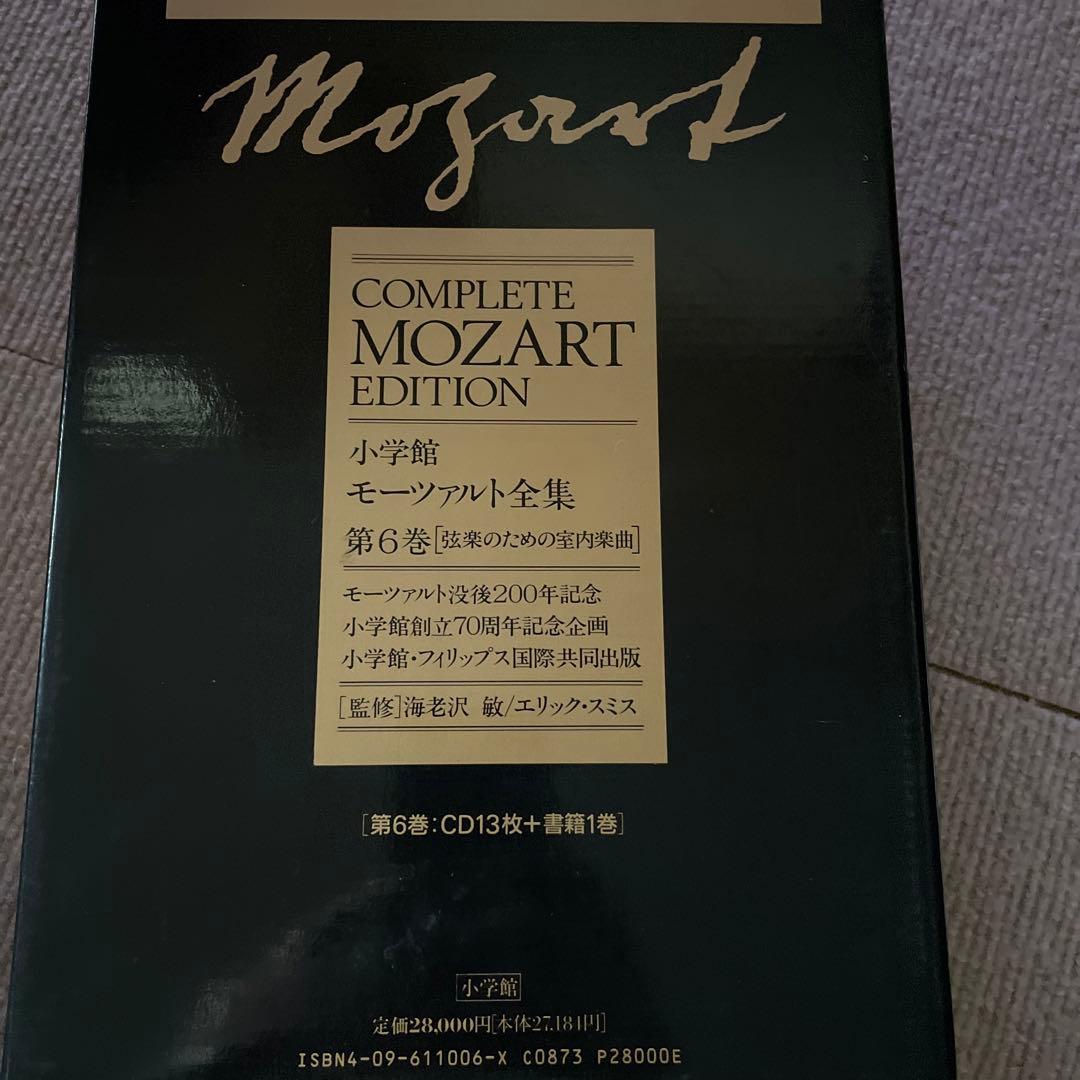 Mozart
COMPLETE
MOZART
EDITION
小学館
モーツァルト全集
第6巻[弦楽のための室内楽曲]
モーツァルト没後200年記念
小学館創立70周年記念企画
小学館・フィリップス国際共同出版
[監修]海老沢 敏/エリック・スミス
[第6巻:CD13枚+書籍1巻]
小学館
定価28,000円[本体27,184円]
ISBN4-09-611006-X C0873 P28000E